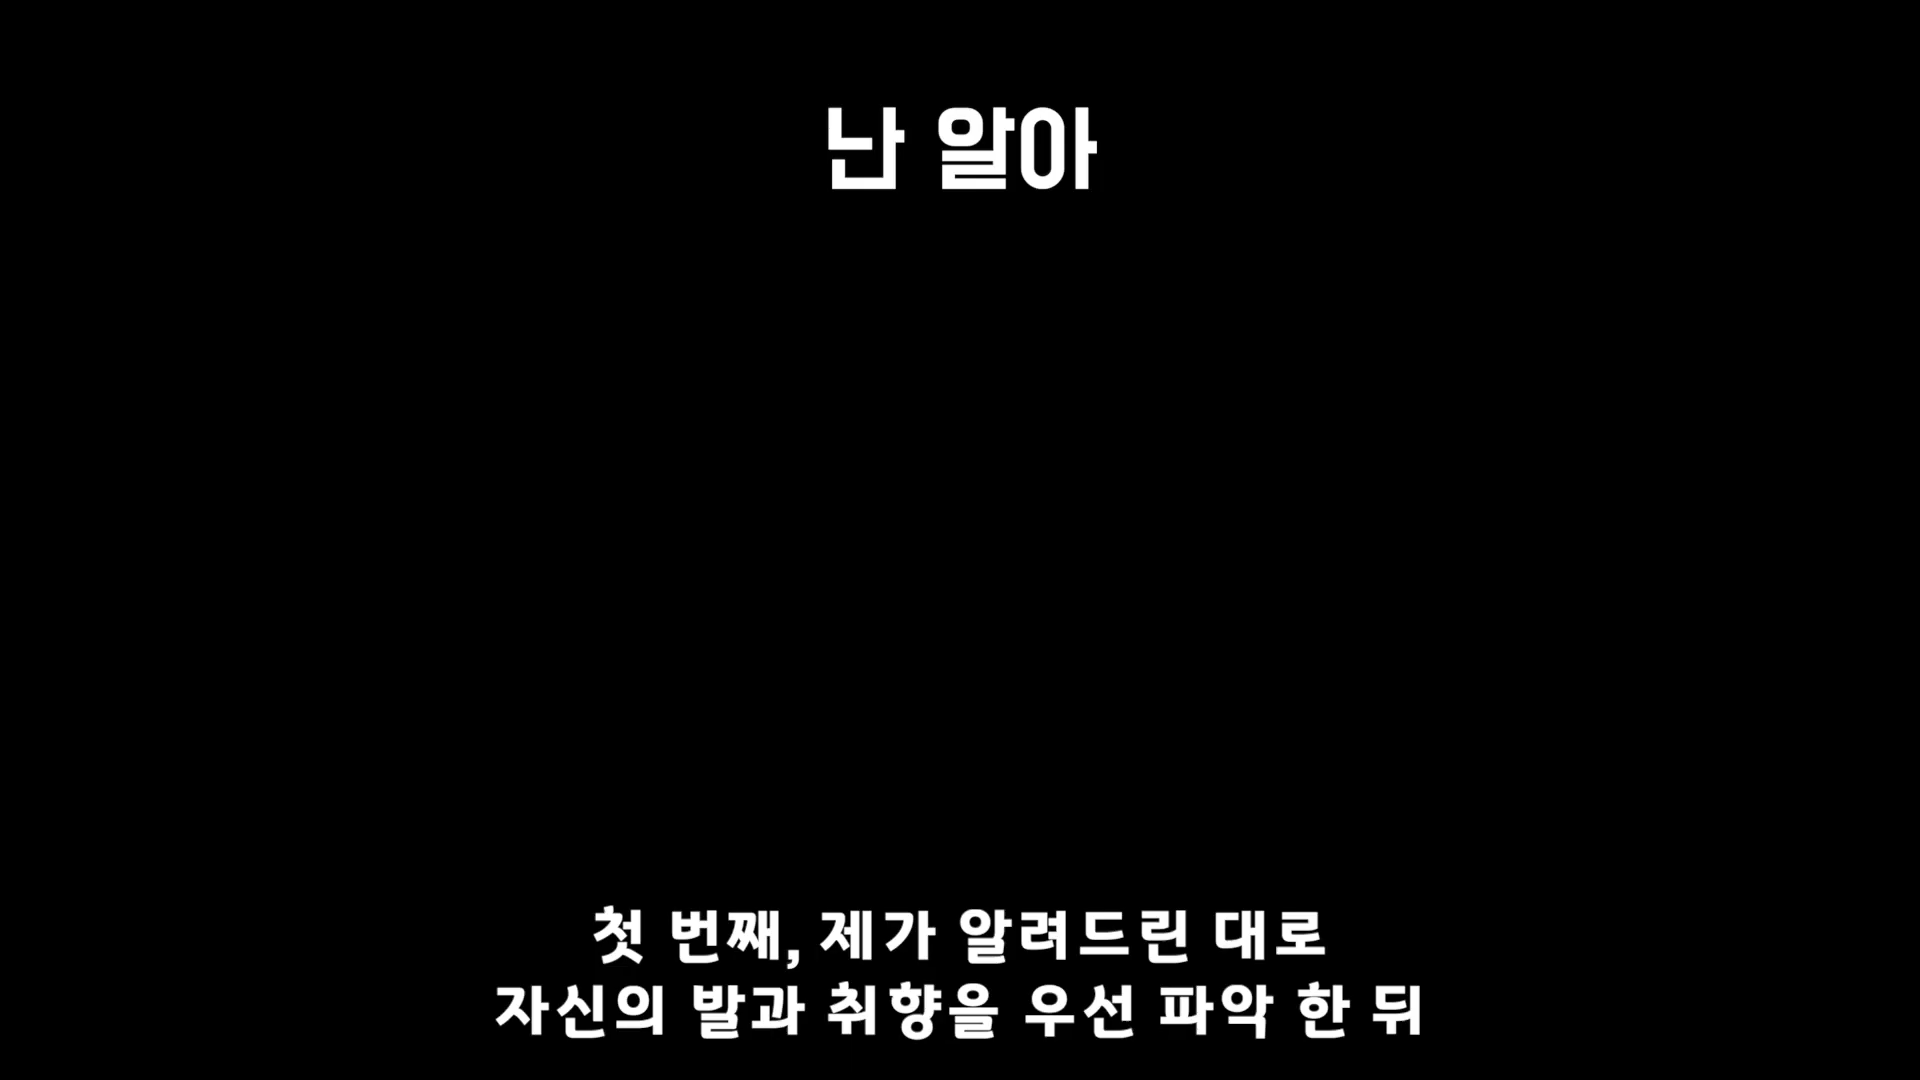 난 알아
첫 번째, 제가 알려드린 대로
자신의 발과 취향을 우선 파악 한 뒤